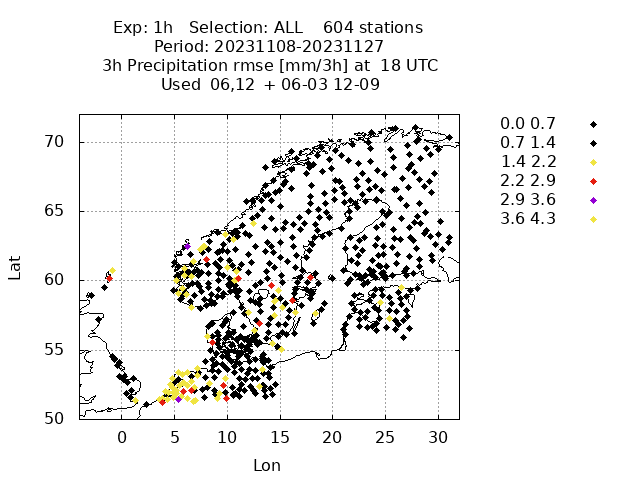 Exp: 1h   Selection: ALL    604 stations
Period: 20231108-20231127
3h Precipitation rmse [mm/3h] at  18 UTC
Used  06,12  + 06-03 12-09
0.0 0.7
0.7 1.4
1.4 2.2
2.2 2.9
2.9 3.6
3.6 4.3
70
65
60
55
50
Lat
0 5 10 15 20 25 30
Lon